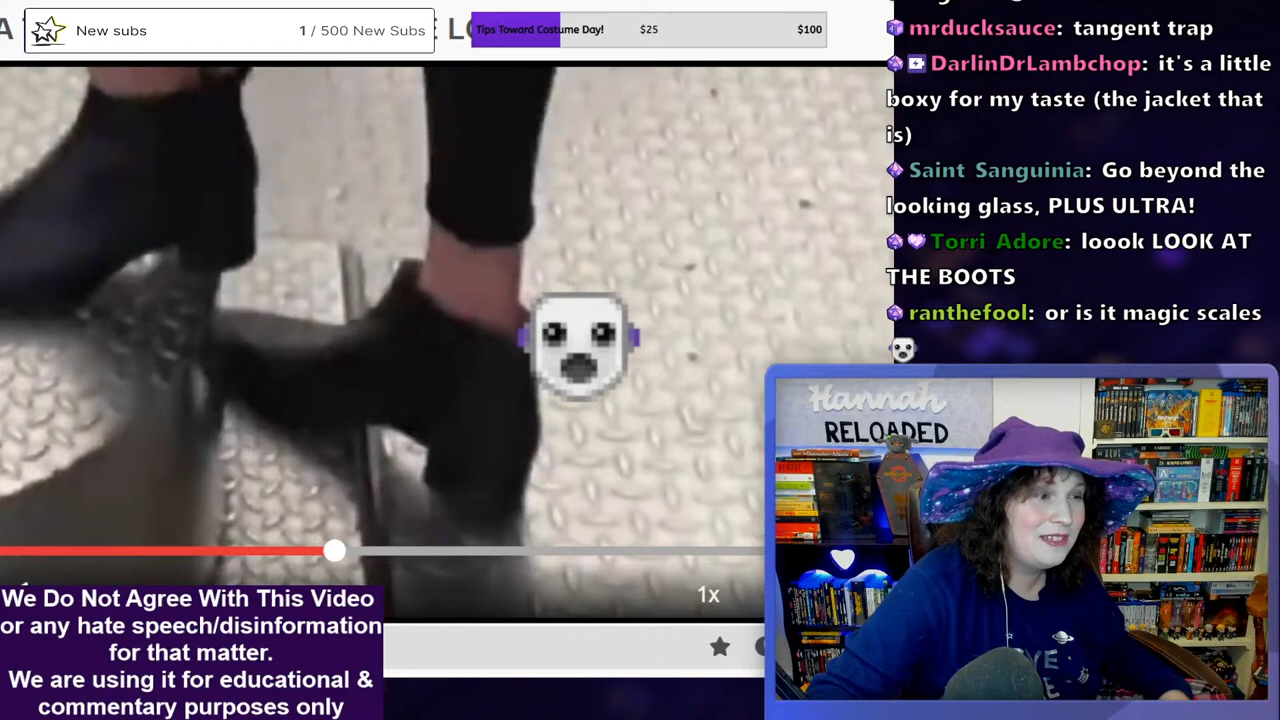 New subs
1 / 500 New Subs
Tips Toward Costume Day!
$25
$100
mrducksauce: tangent trap
DarlinDrLambchop: it's a little
boxy for my taste (the jacket that
is)
Saint Sanguinia: Go beyond the
looking glass, PLUS ULTRA!
Torri Adore: loook LOOK AT
THE BOOTS
ranthefool: or is it magic scales
Hannah
RELOADED
1x
We Do Not Agree With This Video
or any hate speech/disinformation
for that matter.
We are using it for educational &
commentary purposes only